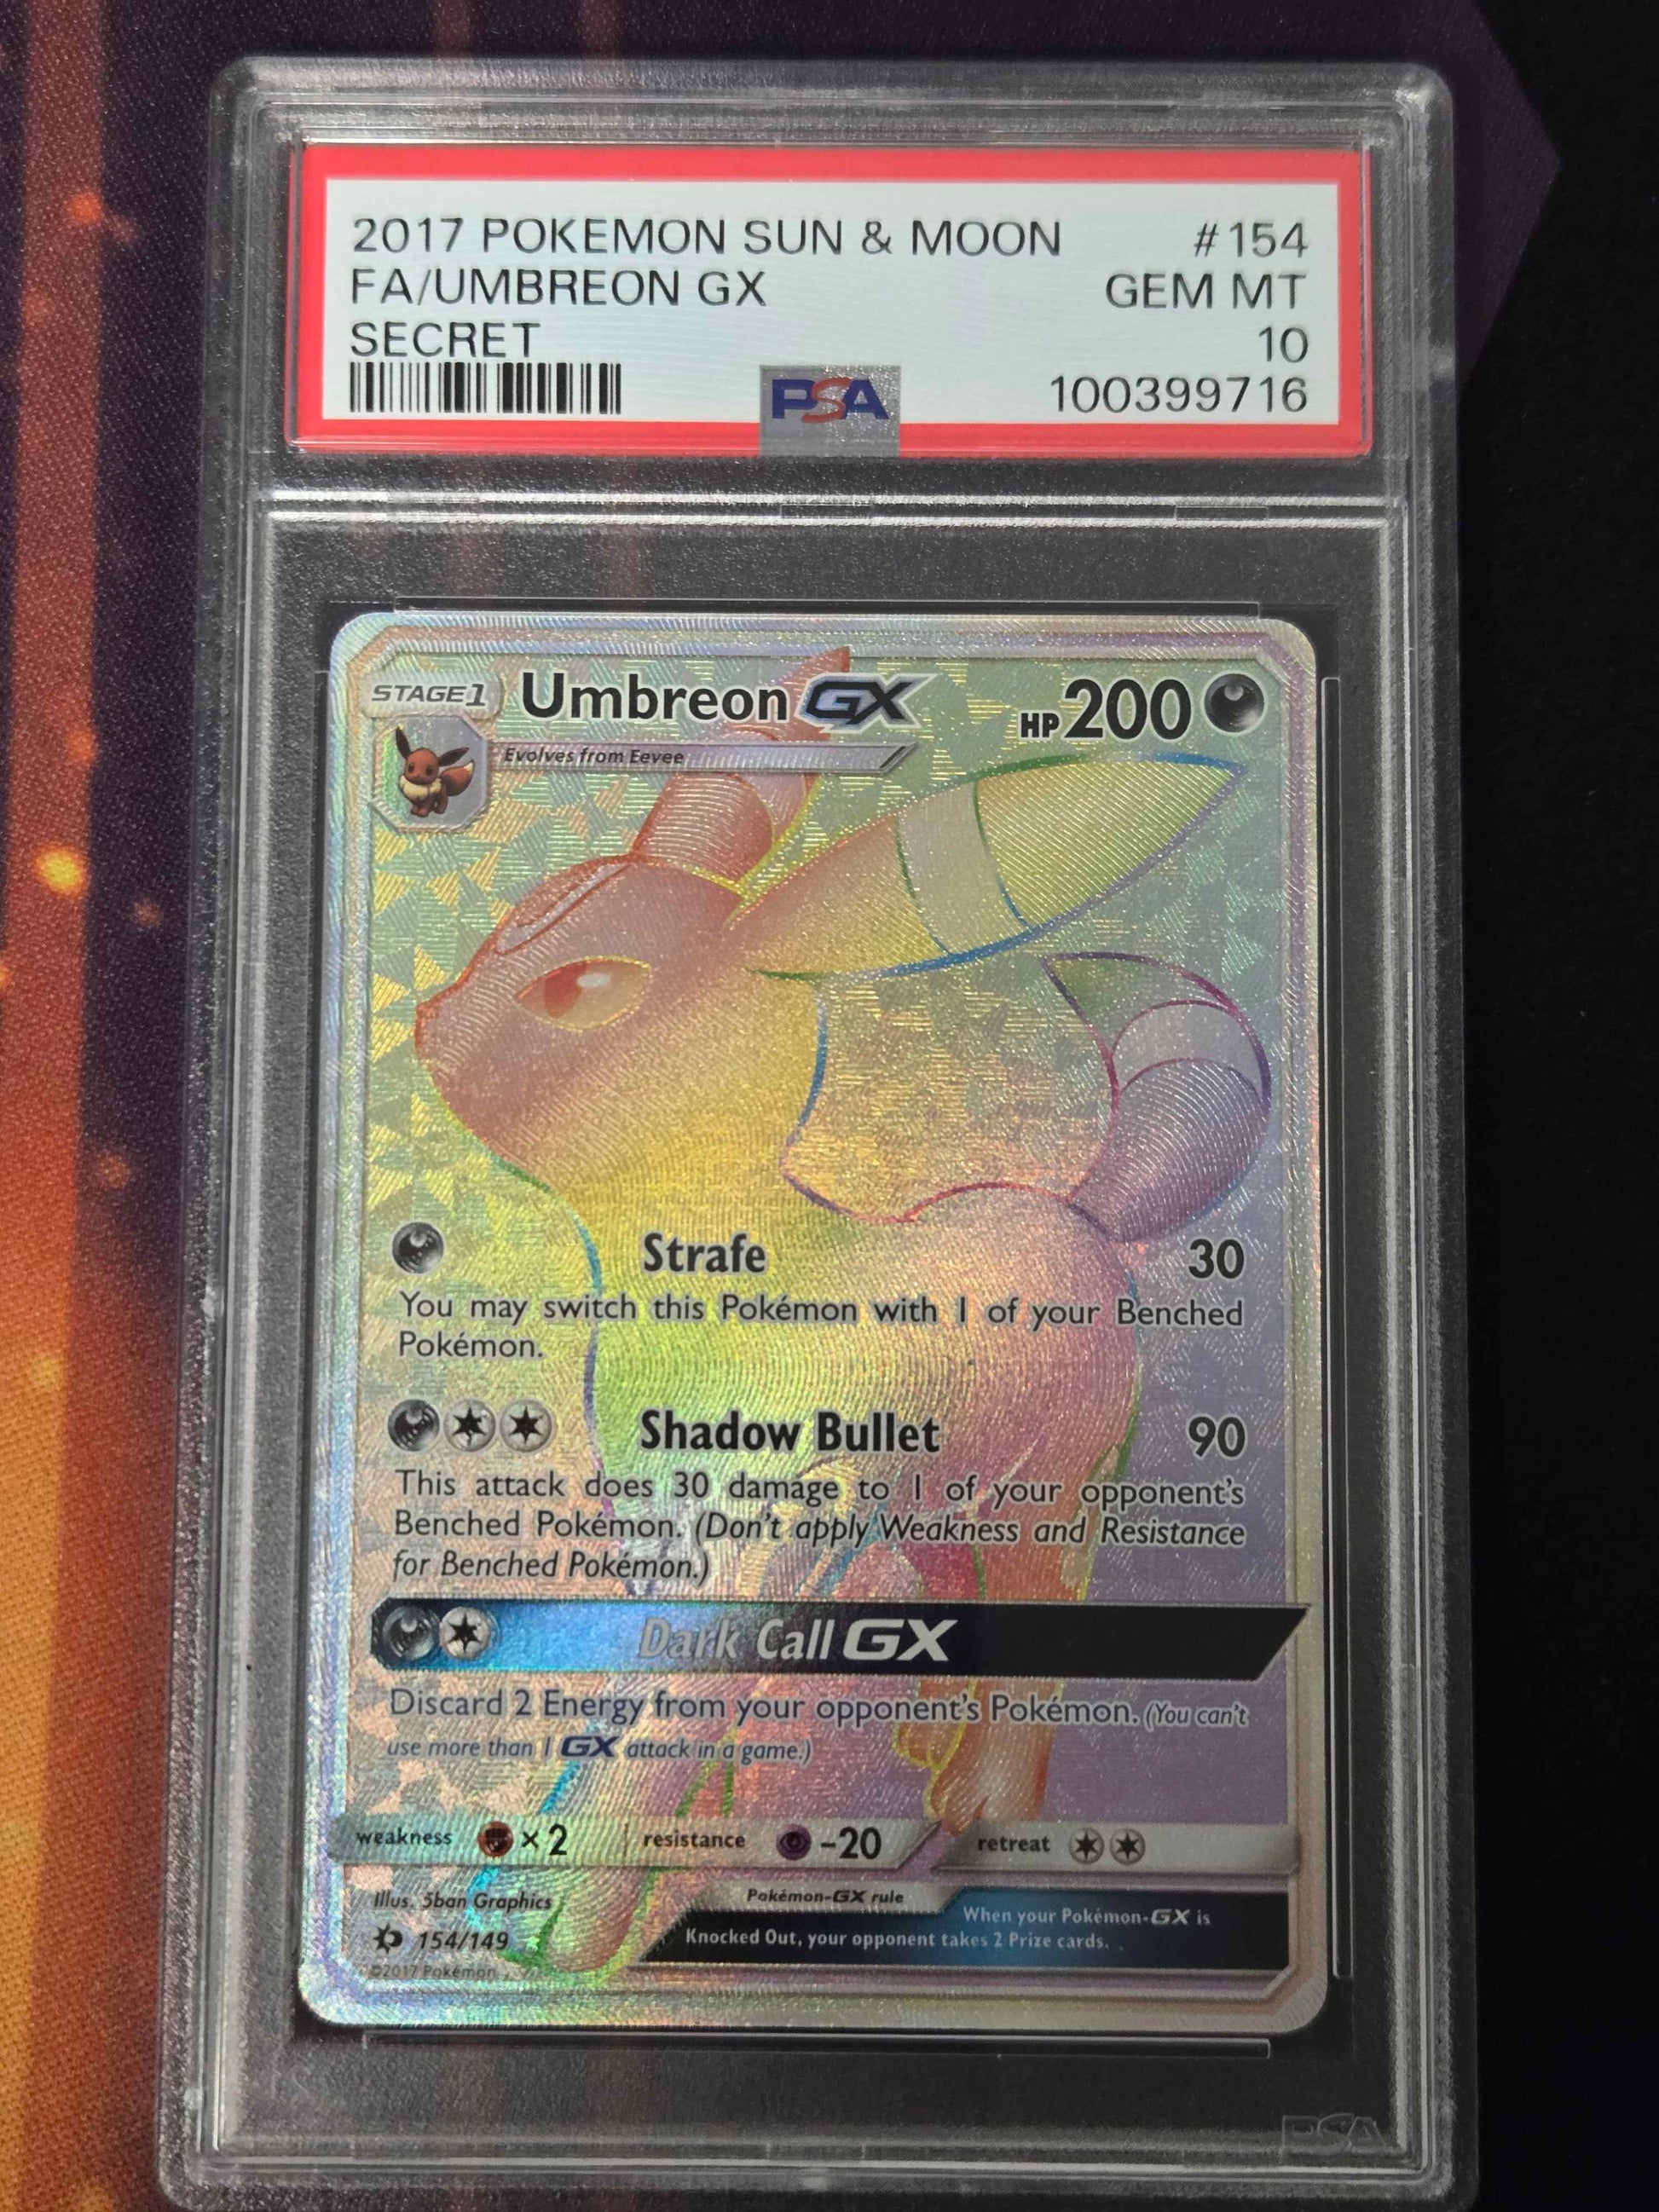 2017 POKEMON SUN & MOON #154
FA/UMBREON GX GEM MT
SECRET 10
PSA 100399716
STAGE1 Umbreon GX HP 200
Evolves from Eevee
Strafe 30
You may switch this Pokémon with 1 of your Benched
Pokémon.
Shadow Bullet 90
This attack does 30 damage to 1 of your opponent's
Benched Pokémon. (Don't apply Weakness and Resistance
for Benched Pokémon.)
Dark Call GX
Discard 2 Energy from your opponent's Pokémon. (You can't
use more than 1 GX attack in a game.)
weakness ×2 resistance -20 retreat
Illus. 5ban Graphics
Pokémon-GX rule
When your Pokémon-GX is
Knocked Out, your opponent takes 2 Prize cards.
154/149
©2017 Pokémon
PSA